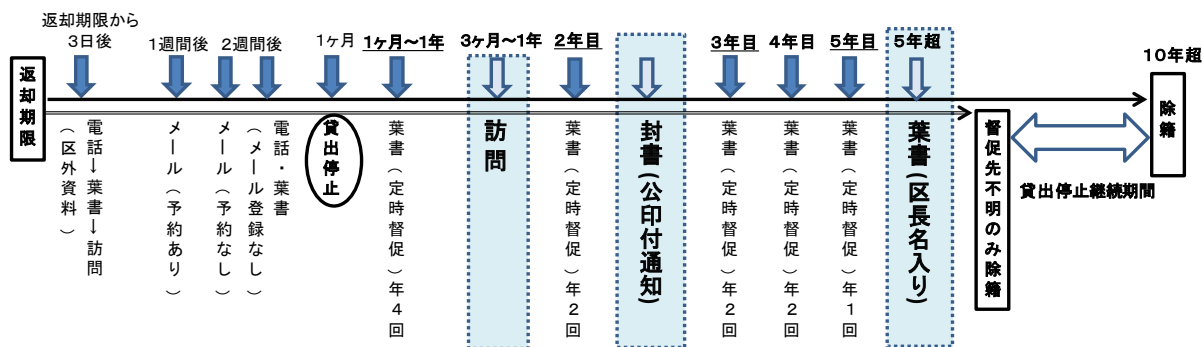 返却期限から
3日後
1週間後
2週間後
1ヶ月
1ヶ月～1年
3ヶ月～1年
2年目
3年目
4年目
5年目
5年超
10年超
返却期限
電話→葉書→訪問
(区外資料)
メール(予約あり)
メール(予約なし)
電話・葉書
(メール登録なし)
貸出停止
葉書(定時督促)年4回
訪問
葉書(定時督促)年2回
封書(公印付通知)
葉書(定時督促)年2回
葉書(定時督促)年2回
葉書(定時督促)年1回
葉書(区長名入り)
督促先不明のみ除籍
貸出停止継続期間
除籍